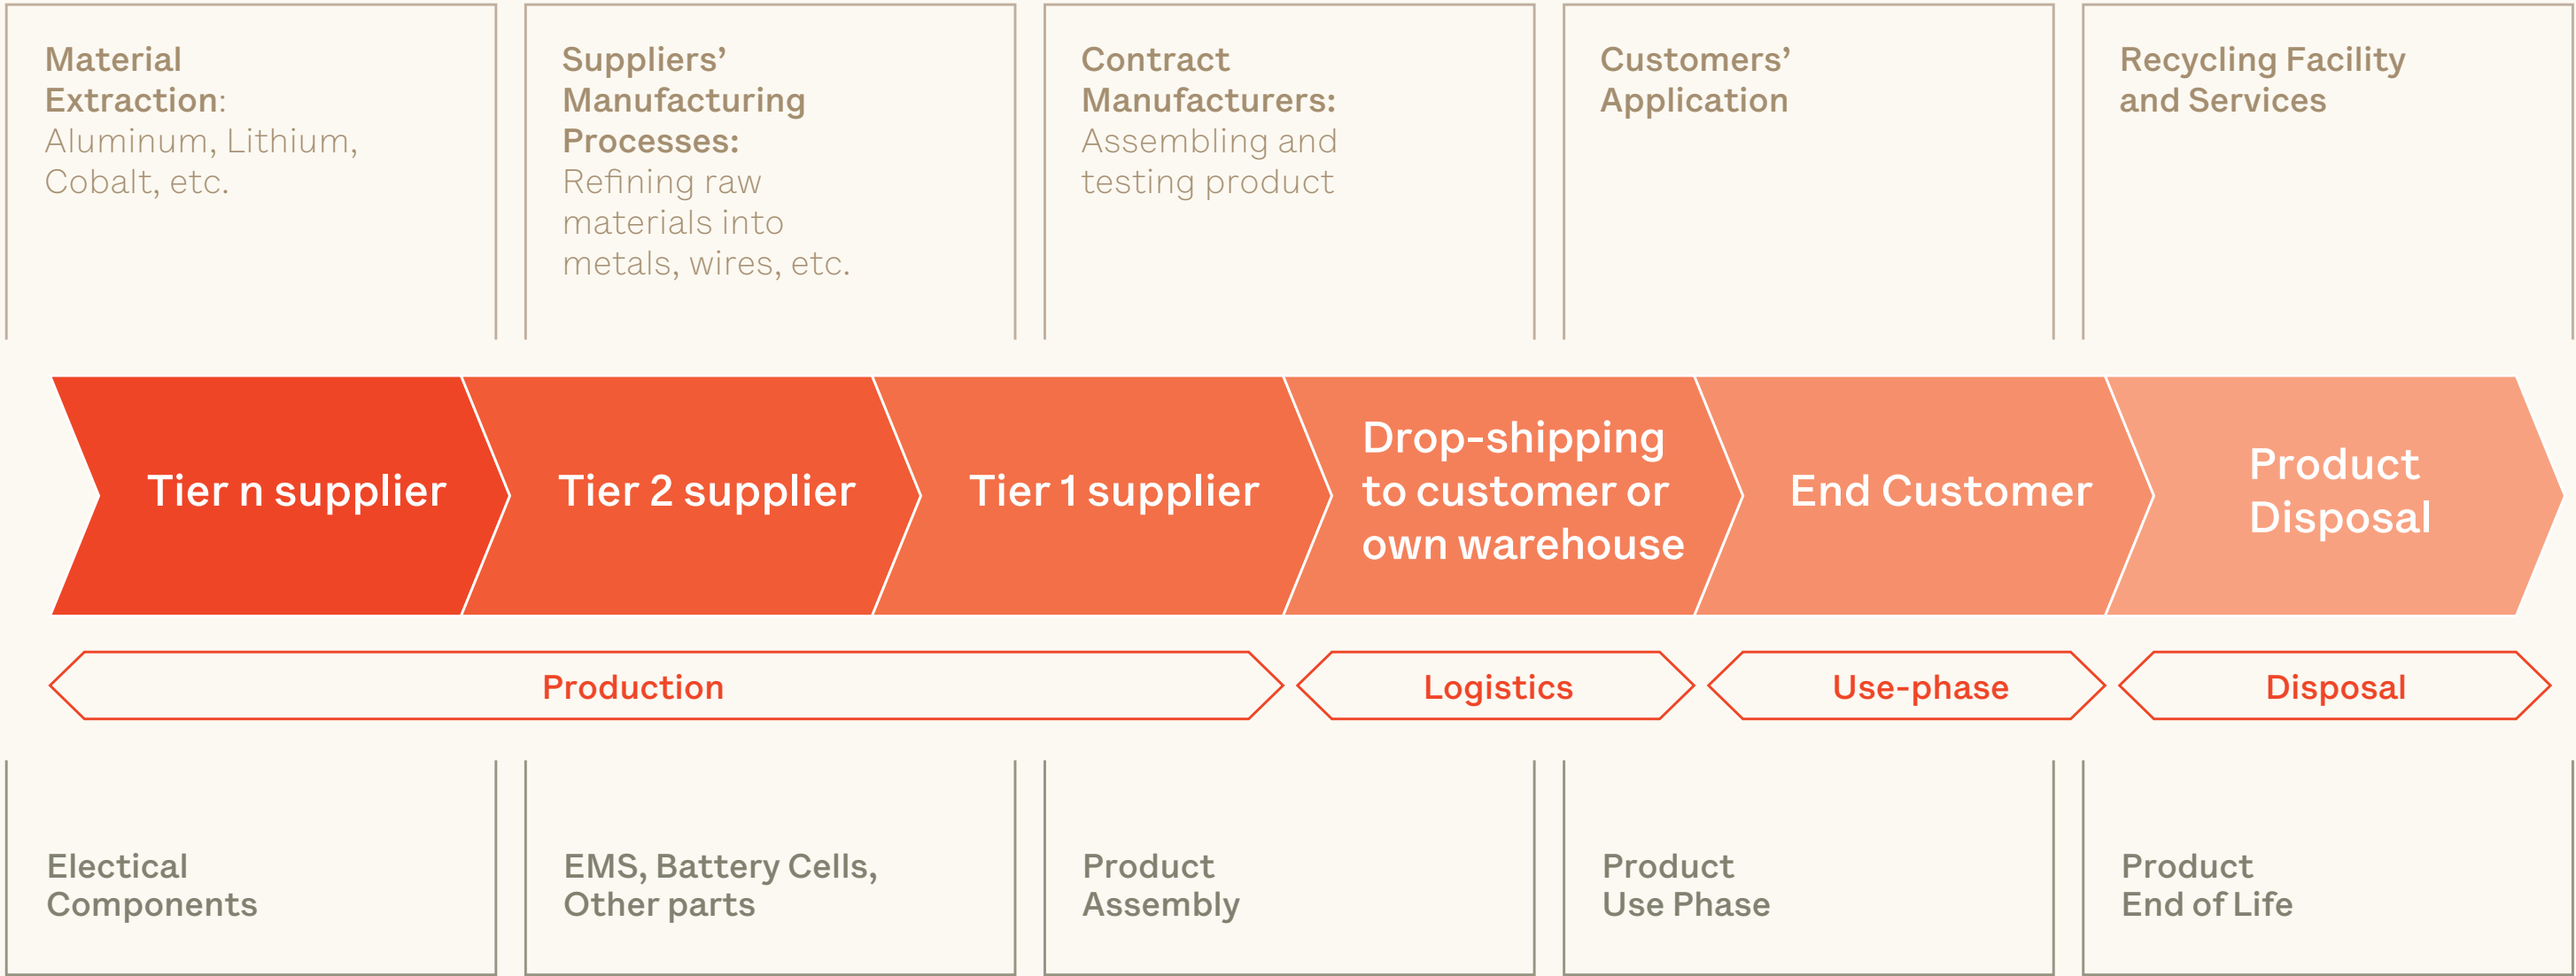 Material
Extraction:
Aluminum, Lithium,
Cobalt, etc.
Suppliers’
Manufacturing
Processes:
Refining raw
materials into
metals, wires, etc.
Contract
Manufacturers:
Assembling and
testing product
Customers’
Application
Recycling Facility
and Services
Tier n supplier
Tier 2 supplier
Tier 1 supplier
Drop-shipping
to customer or
own warehouse
End Customer
Product
Disposal
Production
Logistics
Use-phase
Disposal
Electical
Components
EMS, Battery Cells,
Other parts
Product
Assembly
Product
Use Phase
Product
End of Life